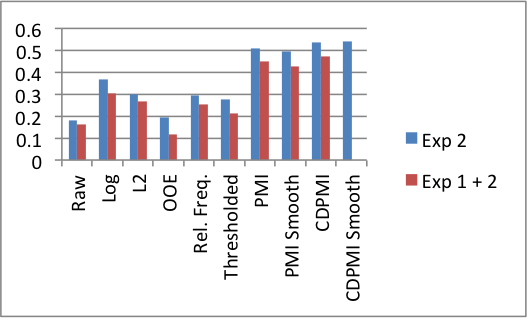 0.6
0.5
0.4
0.3
0.2
0.1
0
Raw
Log
L2
OOE
Rel. Freq.
Thresholded
PMI
PMI Smooth
CDPMI
CDPMI Smooth
Exp 2
Exp 1 + 2